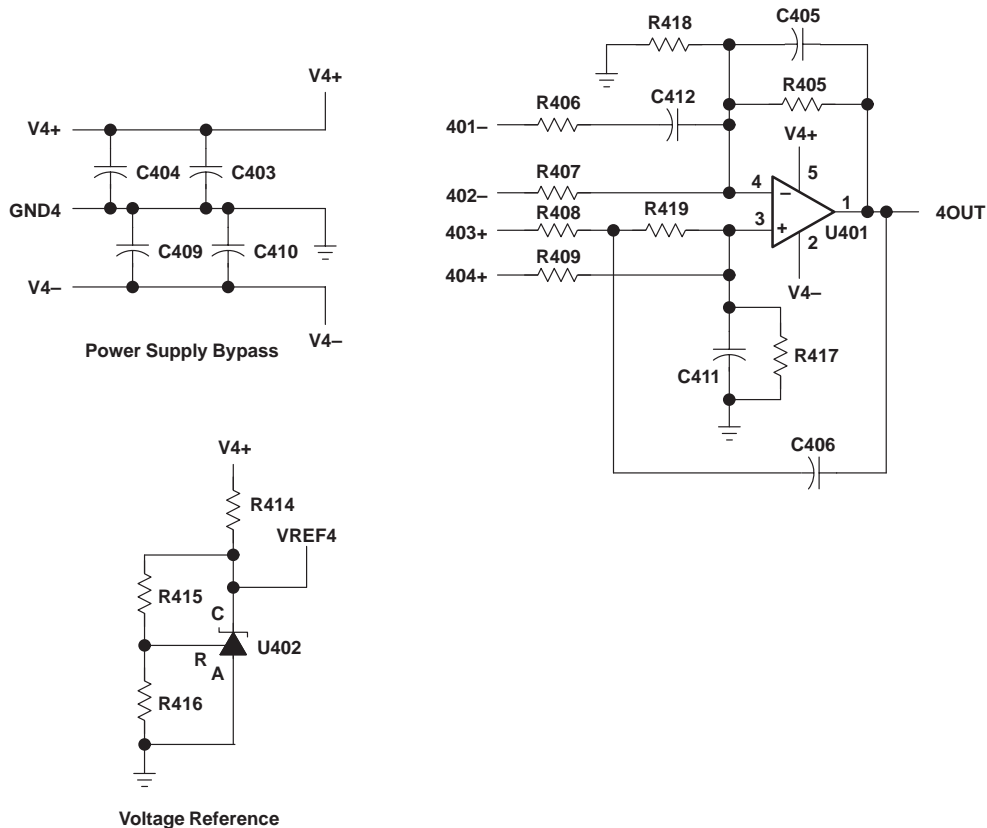 V4+
V4+
C404
C403
GND4
C409
C410
V4–
V4–
Power Supply Bypass
R418
C405
R405
R406
C412
401–
V4+
5
R407
402–
4
–
R408
R419
3
+
1
4OUT
403+
U401
2
R409
404+
V4–
C411
R417
C406
V4+
R414
VREF4
R415
C
U402
R
A
R416
Voltage Reference